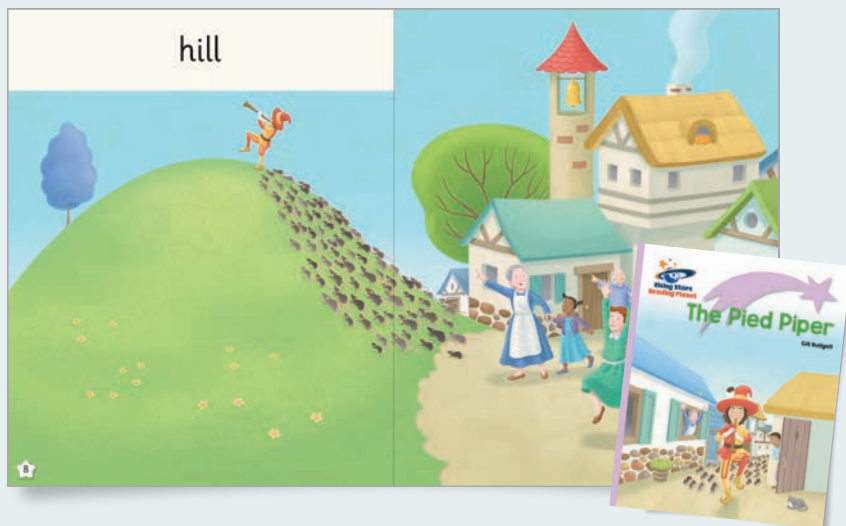 hill
8
Rising Stars
Reading Planet
The Pied Piper
Gill Budgell